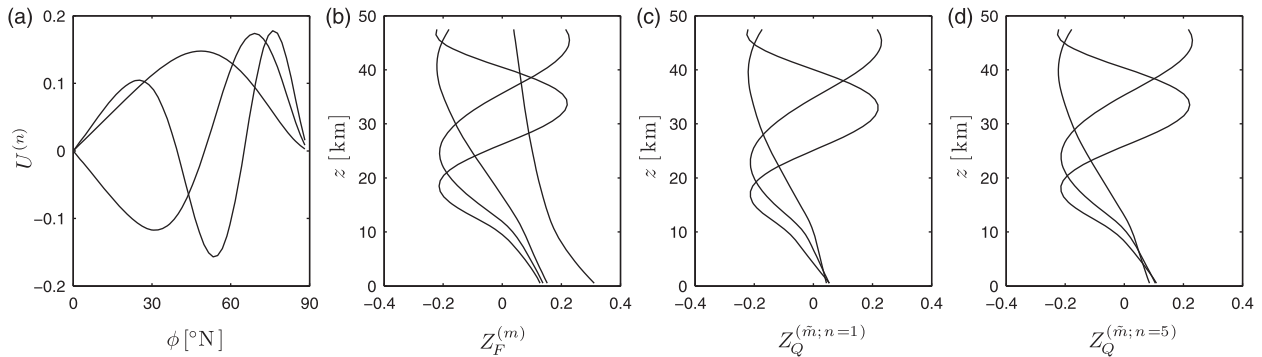 (a) (b) (c) (d)
0.2 50 50 50
0.1 40 40 40
0 30 30 30
−0.1 20 20 20
−0.2 10 10 10
0 0 0
U^{(n)} z [km] z [km] z [km]
0 30 60 90 −0.4 −0.2 0 0.2 0.4 −0.4 −0.2 0 0.2 0.4 −0.4 −0.2 0 0.2 0.4
ϕ [°N] Z_F^{(m)} Z_Q^{(m̃; n=1)} Z_Q^{(m̃; n=5)}